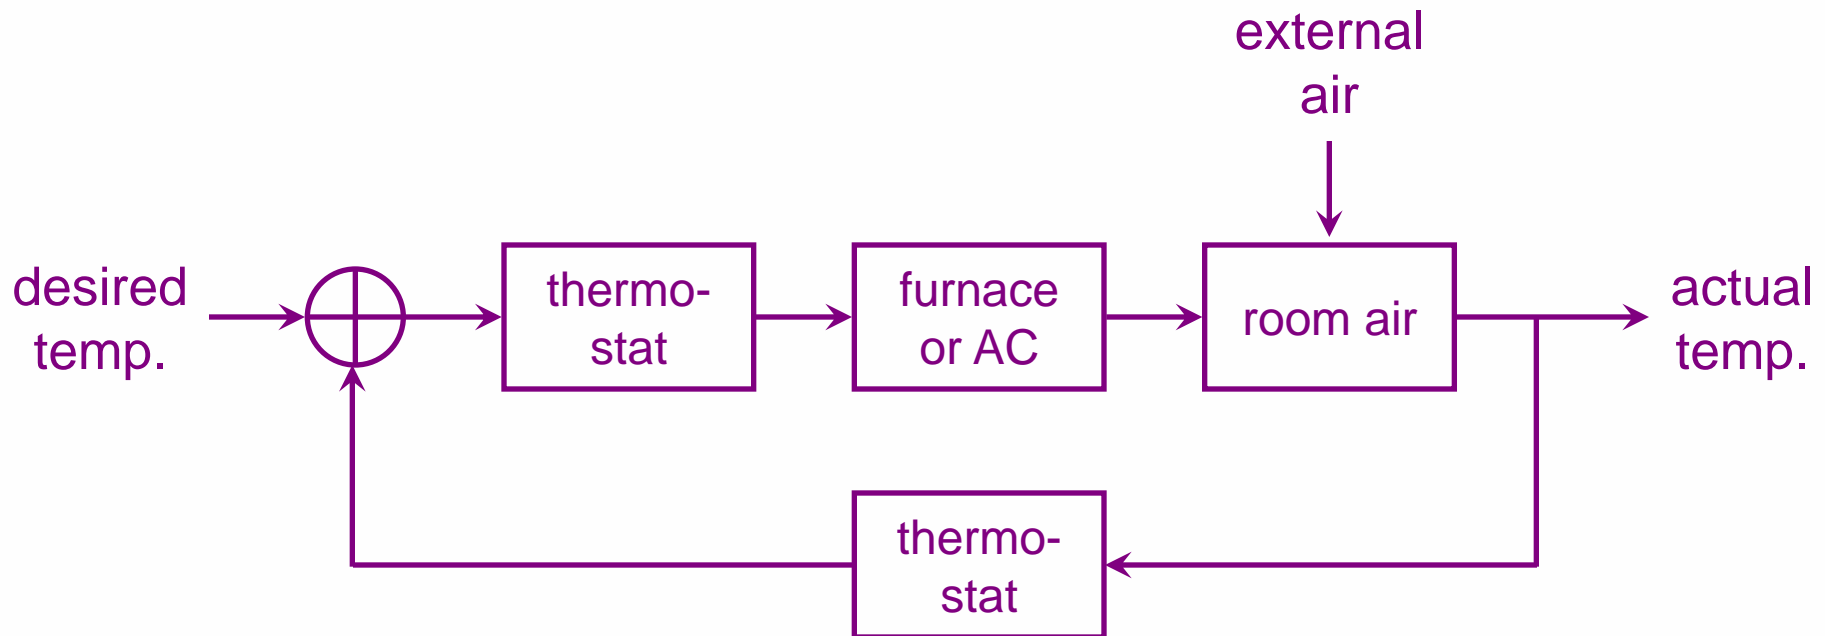 external
air
desired
temp.
thermo-
stat
furnace
or AC
room air
actual
temp.
thermo-
stat